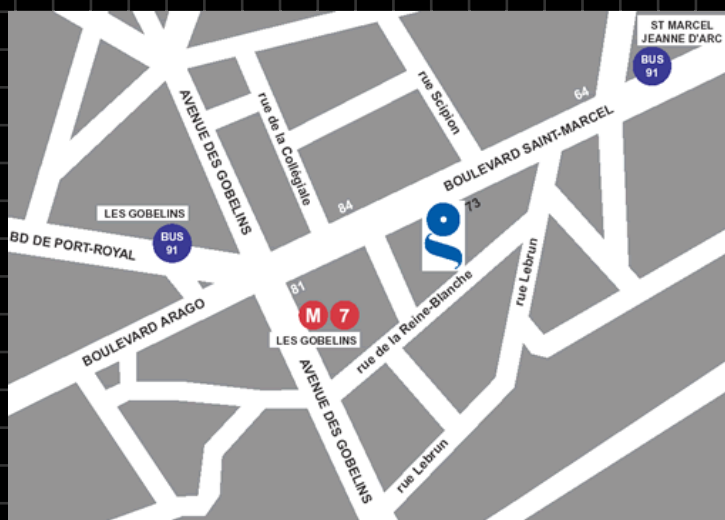 ST MARCEL
JEANNE D'ARC
BUS
91
64
rue Scipion
BOULEVARD SAINT-MARCEL
AVENUE DES GOBELINS
rue de la Collégiale
LES GOBELINS
BUS
91
BD DE PORT-ROYAL
84
73
81
M 7
LES GOBELINS
BOULEVARD ARAGO
rue de la Reine-Blanche
rue Lebrun
AVENUE DES GOBELINS
rue Lebrun